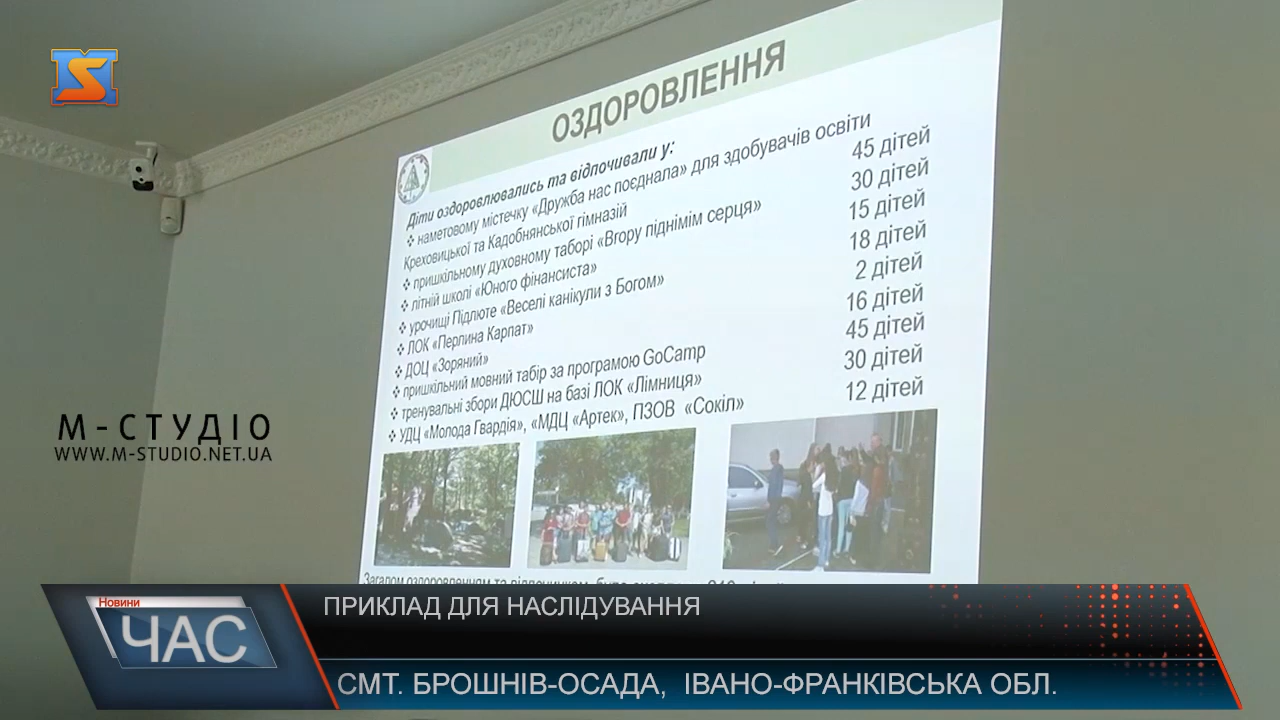 ОЗДОРОВЛЕННЯ
Діти оздоровлювались та відпочивали у:
❖ наметовому містечку «Дружба нас поєднала» для здобувачів освіти
Креховицької та Кадобнянської гімназій 45 дітей
❖ пришкільному духовному таборі «Вгору піднімім серця» 30 дітей
❖ літній школі «Юного фінансиста» 15 дітей
❖ урочищі Підлюте «Веселі канікули з Богом» 18 дітей
❖ ЛОК «Перлина Карпат» 2 дітей
❖ ДОЦ «Зоряний» 16 дітей
❖ пришкільний мовний табір за програмою GoCamp 45 дітей
❖ тренувальні збори ДЮСШ на базі ЛОК «Лімниця» 30 дітей
❖ УДЦ «Молода Гвардія», «МДЦ «Артек», ПЗОВ «Сокіл» 12 дітей
Загалом оздоровленням та відпочинком
М-СТУДІО
WWW.M-STUDIO.NET.UA
Новини
ЧАС
ПРИКЛАД ДЛЯ НАСЛІДУВАННЯ
СМТ. БРОШНІВ-ОСАДА, ІВАНО-ФРАНКІВСЬКА ОБЛ.